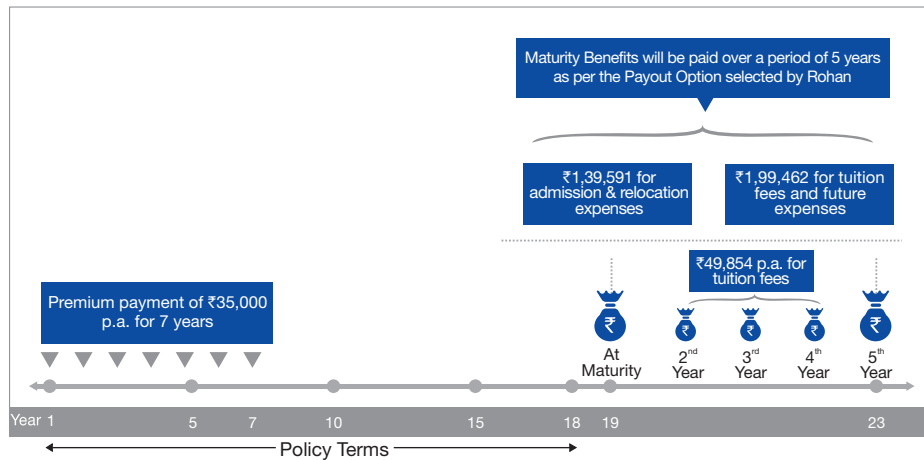 Maturity Benefits will be paid over a period of 5 years
as per the Payout Option selected by Rohan
₹1,39,591 for
admission & relocation
expenses
₹1,99,462 for tuition
fees and future
expenses
₹49,854 p.a. for
tuition fees
Premium payment of ₹35,000
p.a. for 7 years
₹
₹
₹
₹
₹
At
Maturity
2nd
Year
3rd
Year
4th
Year
5th
Year
Year 1 5 7 10 15 18 19 23
Policy Terms